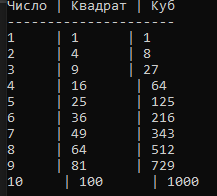 Число | Квадрат | Куб
-----------------------
1     | 1       | 1
2     | 4       | 8
3     | 9       | 27
4     | 16       | 64
5     | 25       | 125
6     | 36       | 216
7     | 49       | 343
8     | 64       | 512
9     | 81       | 729
10     | 100       | 1000